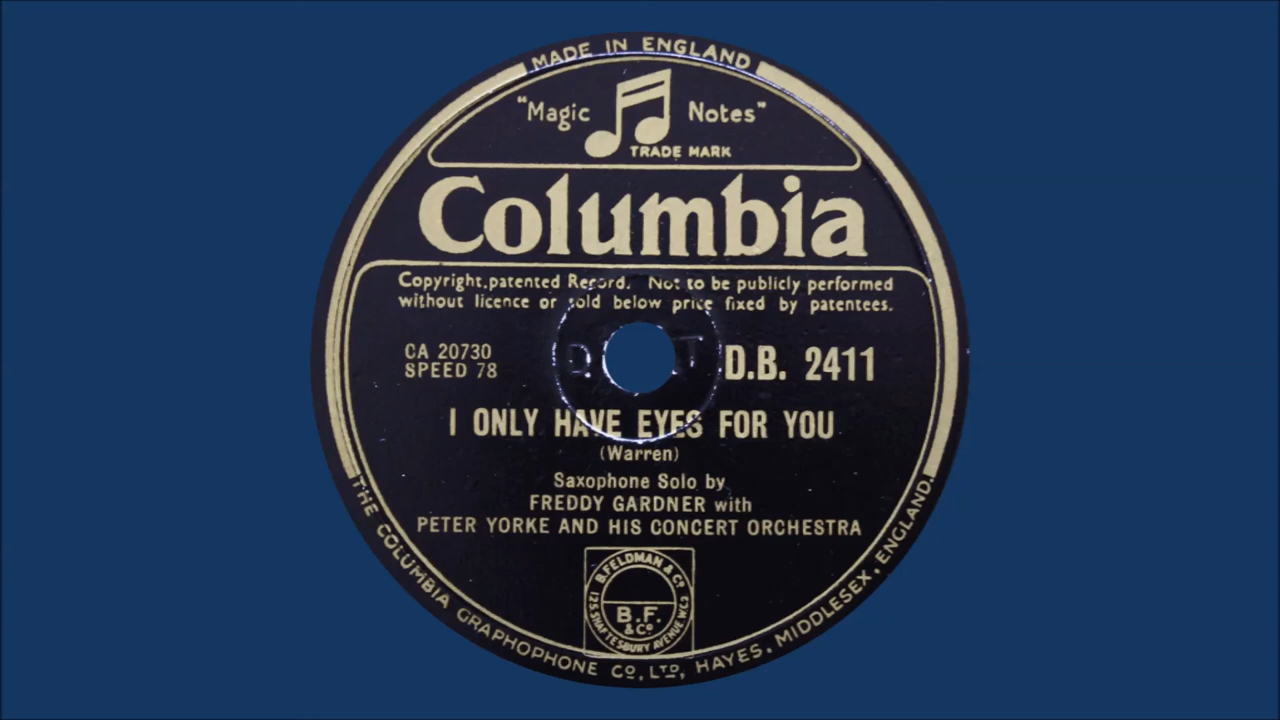 MADE IN ENGLAND
"Magic Notes"
TRADE MARK
Columbia
Copyright, patented Record. Not to be publicly performed
without licence or sold below price fixed by patentees.
CA 20730
SPEED 78
D.B. 2411
I ONLY HAVE EYES FOR YOU
(Warren)
Saxophone Solo by
FREDDY GARDNER with
PETER YORKE AND HIS CONCERT ORCHESTRA
B. FELDMAN & Co
B.F.
& Co
125, SHAFTESBURY AVENUE W.C.2
THE COLUMBIA GRAPHOPHONE Co, LTD, HAYES, MIDDLESEX, ENGLAND.